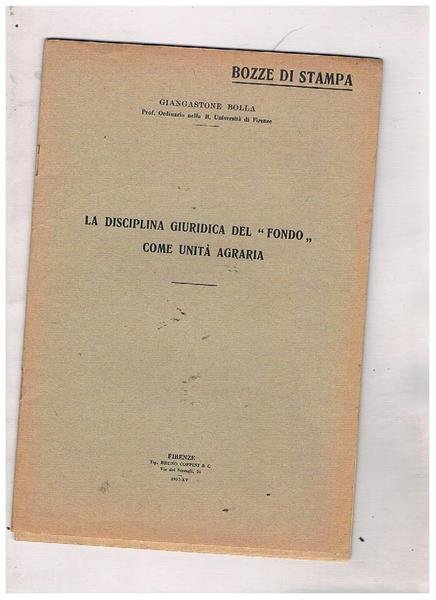 BOZZE DI STAMPA
GIANGASTONE BOLLA
Prof. Ordinario nella R. Università di Firenze
LA DISCIPLINA GIURIDICA DEL “ FONDO „
COME UNITÀ AGRARIA
FIRENZE
Tip. BRUNO COPPINI & C.
Via dei Serragli,
1937-XV